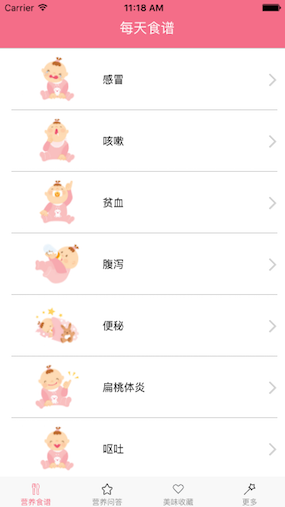 Carrier 11:18 AM
每天食谱
感冒
咳嗽
贫血
腹泻
便秘
扁桃体炎
呕吐
营养食谱 营养问答 美味收藏 更多